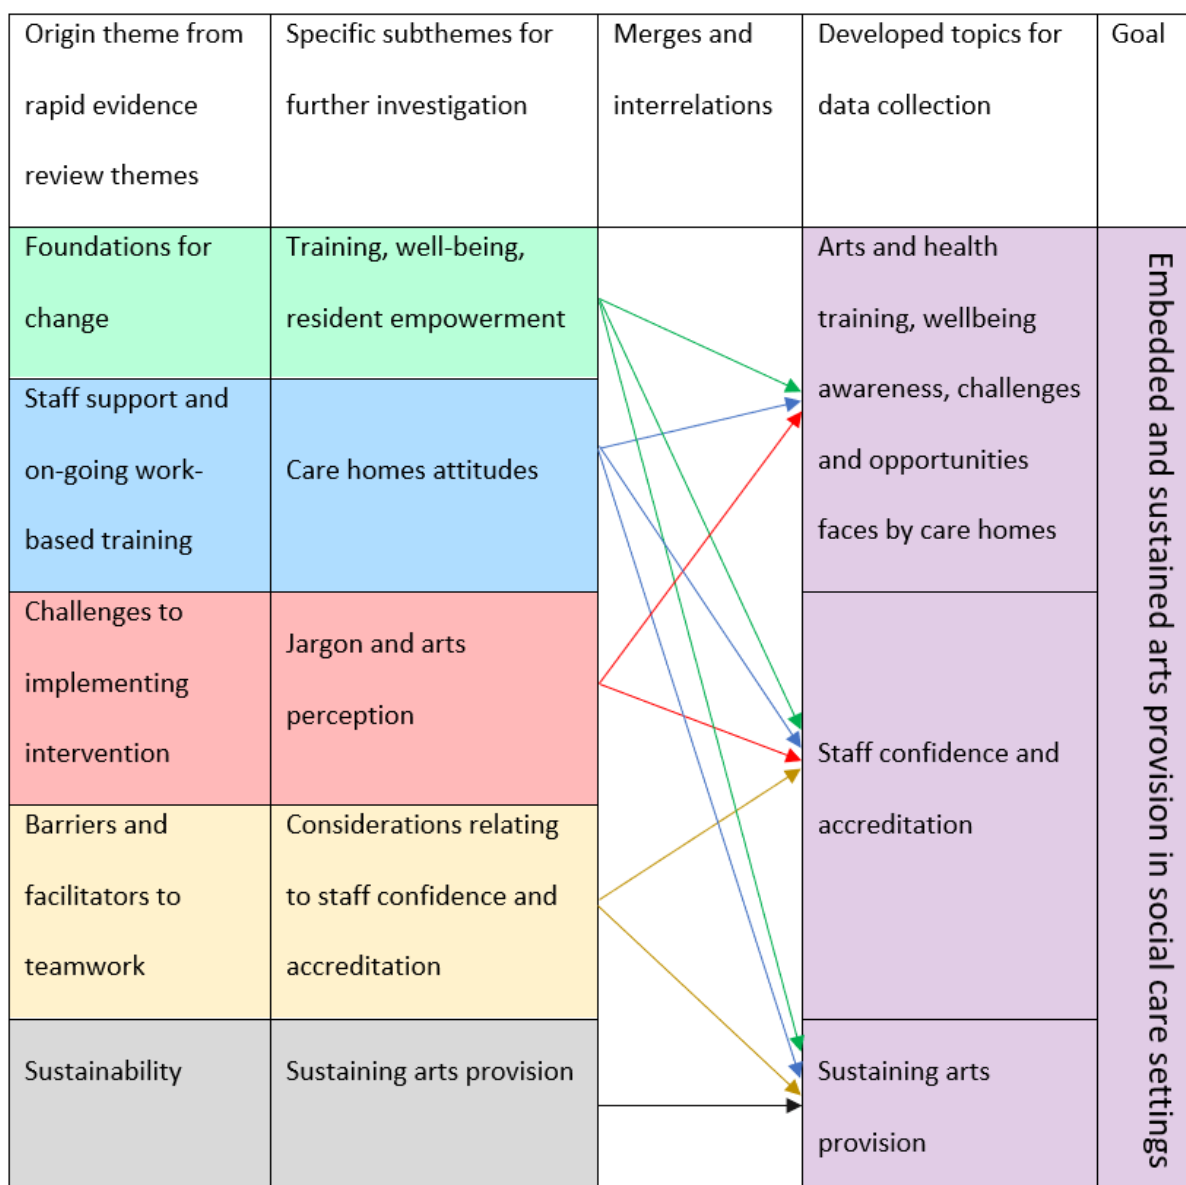 Origin theme from
rapid evidence
review themes
Specific subthemes for
further investigation
Merges and
interrelations
Developed topics for
data collection
Goal
Foundations for
change
Training, well-being,
resident empowerment
Arts and health
training, wellbeing
awareness, challenges
and opportunities
faces by care homes
Staff support and
on-going work-
based training
Care homes attitudes
Challenges to
implementing
intervention
Jargon and arts
perception
Staff confidence and
accreditation
Barriers and
facilitators to
teamwork
Considerations relating
to staff confidence and
accreditation
Sustainability
Sustaining arts provision
Sustaining arts
provision
Embedded and sustained arts provision in social care settings